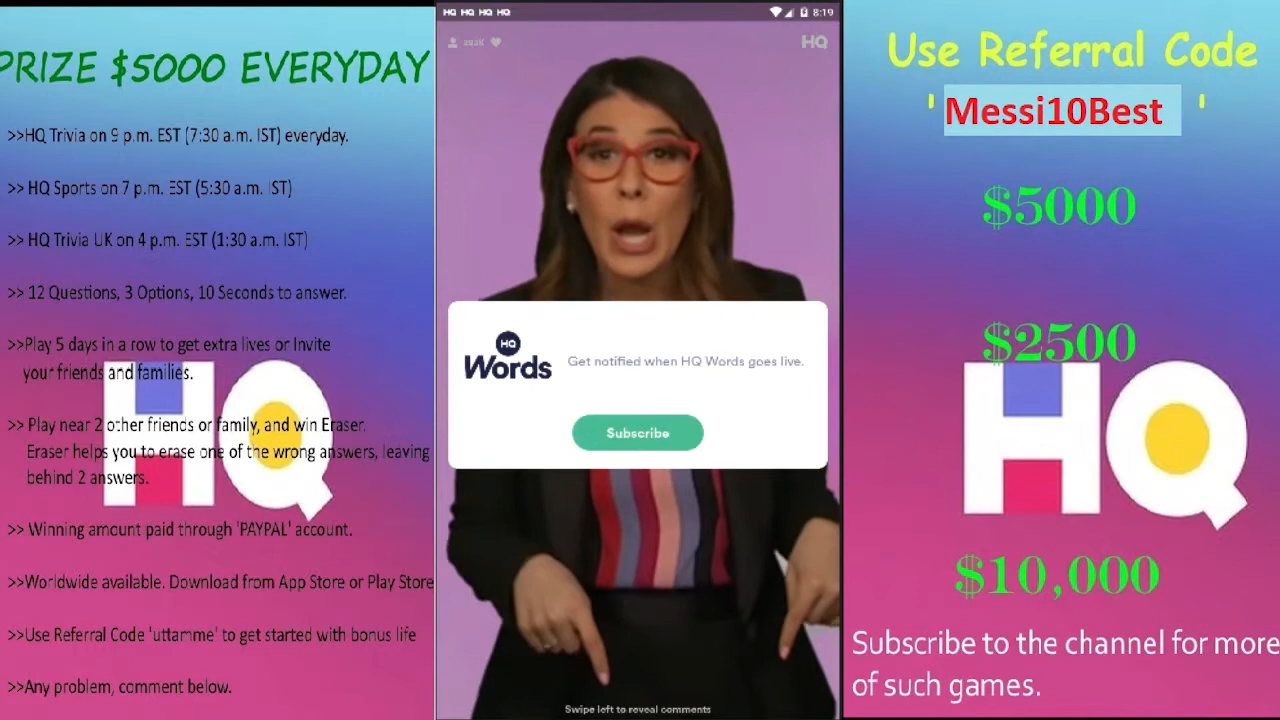 PRIZE $5000 EVERYDAY
>>HQ Trivia on 9 p.m. EST (7:30 a.m. IST) everyday.
>> HQ Sports on 7 p.m. EST (5:30 a.m. IST)
>> HQ Trivia UK on 4 p.m. EST (1:30 a.m. IST)
>> 12 Questions, 3 Options, 10 Seconds to answer.
>>Play 5 days in a row to get extra lives or Invite
your friends and families.
>> Play near 2 other friends or family, and win Eraser.
Eraser helps you to erase one of the wrong answers, leaving
behind 2 answers.
>> Winning amount paid through 'PAYPAL' account.
>>Worldwide available. Download from App Store or Play Store
>>Use Referral Code 'uttamme' to get started with bonus life
>>Any problem, comment below.
HQ
HQ HQ HQ HQ 8:19
HQ
HQ
Words
Get notified when HQ Words goes live.
Subscribe
Swipe left to reveal comments
Use Referral Code
' Messi10Best '
$5000
$2500
HQ
$10,000
Subscribe to the channel for more
of such games.